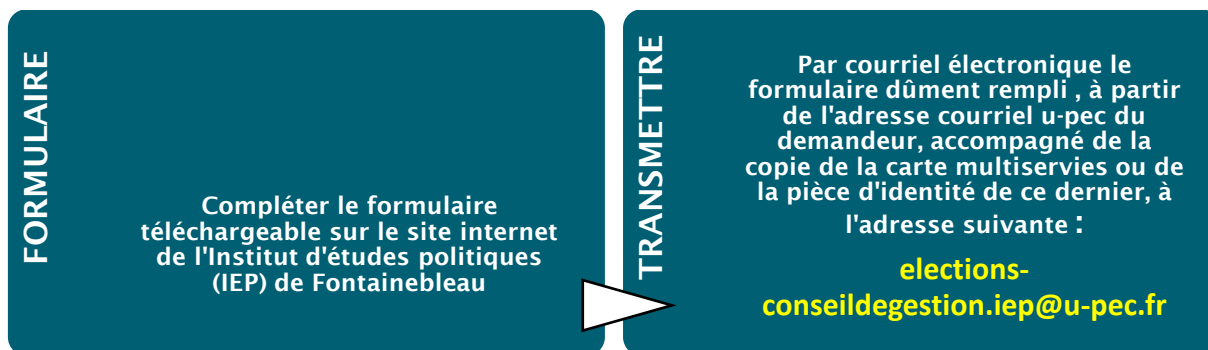 FORMULAIRE
Compléter le formulaire
téléchargeable sur le site internet
de l'Institut d'études politiques
(IEP) de Fontainebleau
TRANSMETTRE
Par courriel électronique le
formulaire dûment rempli , à partir
de l'adresse courriel u-pec du
demandeur, accompagné de la
copie de la carte multiservies ou de
la pièce d'identité de ce dernier, à
l'adresse suivante :
elections-
conseildegestion.iep@u-pec.fr